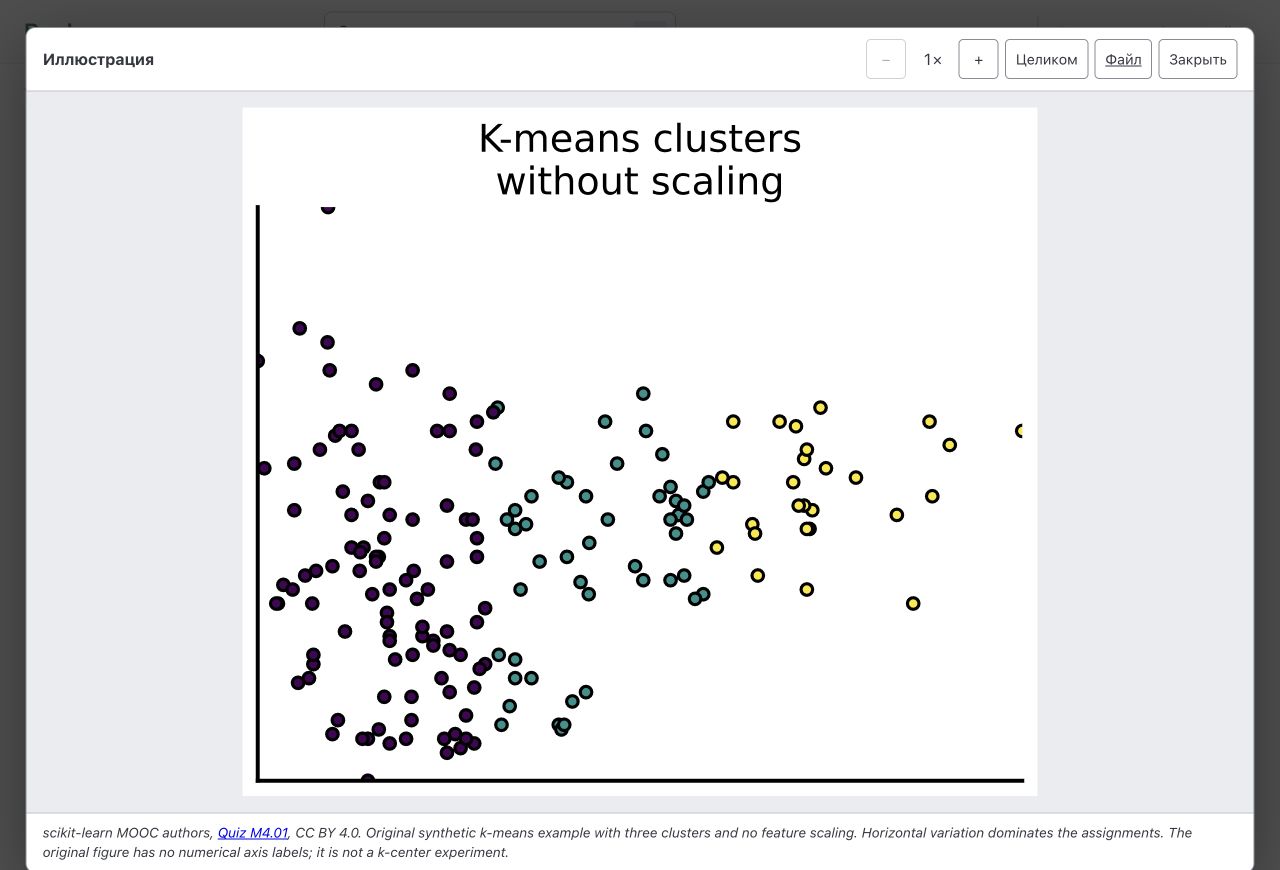 Иллюстрация
− 1× + Целиком Файл Закрыть
K-means clusters
without scaling
scikit-learn MOOC authors, Quiz M4.01, CC BY 4.0. Original synthetic k-means example with three clusters and no feature scaling. Horizontal variation dominates the assignments. The
original figure has no numerical axis labels; it is not a k-center experiment.